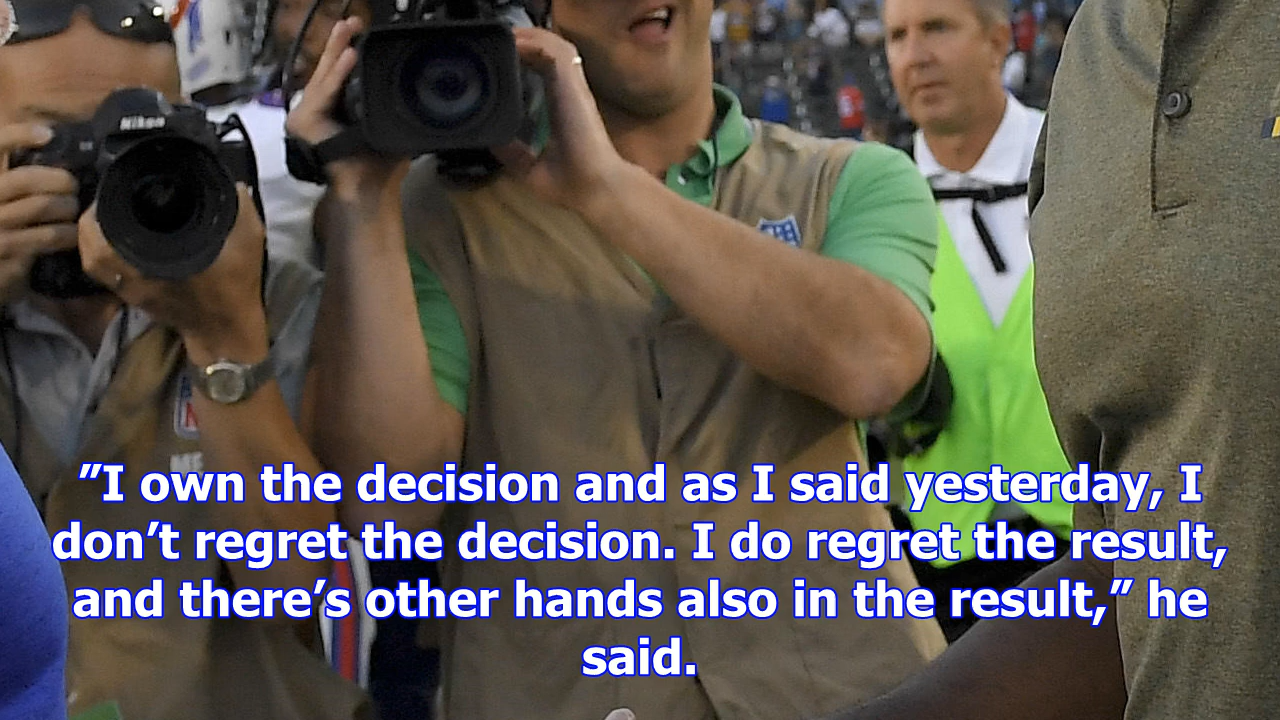 Nikon
”I own the decision and as I said yesterday, I
don’t regret the decision. I do regret the result,
and there’s other hands also in the result,” he
said.